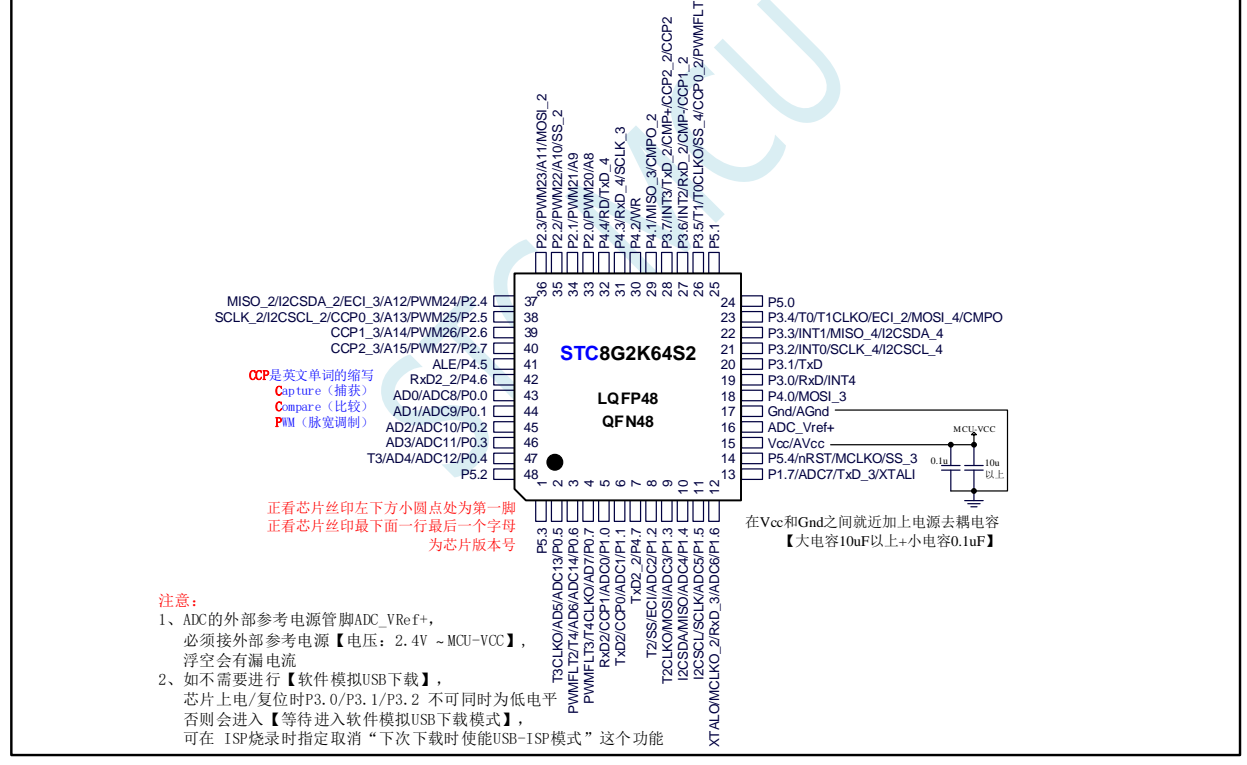 P2.3/PWM23/A11/MOSI_2
P2.2/PWM22/A10/SS_2
P2.1/PWM21/A9
P2.0/PWM20/A8
P4.4/RD/TxD_4
P4.3/RxD_4/SCLK_3
P4.2/WR
P4.1/MISO_3/CMPO_2
P3.7/INT3/TxD_2/CMP+/CCP2_2/CCP2
P3.6/INT2/RxD_2/CMP-/CCP1_2
P3.5/T1/T0CLKO/SS_4/CCP0_2/PWMFLT
P5.1
36 35 34 33 32 31 30 29 28 27 26 25
MISO_2/I2CSDA_2/ECI_3/A12/PWM24/P2.4 37
SCLK_2/I2CSCL_2/CCP0_3/A13/PWM25/P2.5 38
CCP1_3/A14/PWM26/P2.6 39
CCP2_3/A15/PWM27/P2.7 40
ALE/P4.5 41
RxD2_2/P4.6 42
AD0/ADC8/P0.0 43
AD1/ADC9/P0.1 44
AD2/ADC10/P0.2 45
AD3/ADC11/P0.3 46
T3/AD4/ADC12/P0.4 47
P5.2 48
CCP是英文单词的缩写
Capture（捕获）
Compare（比较）
PWM（脉宽调制）
STC8G2K64S2
LQFP48
QFN48
24 P5.0
23 P3.4/T0/T1CLKO/ECI_2/MOSI_4/CMPO
22 P3.3/INT1/MISO_4/I2CSDA_4
21 P3.2/INT0/SCLK_4/I2CSCL_4
20 P3.1/TxD
19 P3.0/RxD/INT4
18 P4.0/MOSI_3
17 Gnd/AGnd
16 ADC_Vref+
15 Vcc/AVcc
14 P5.4/nRST/MCLKO/SS_3
13 P1.7/ADC7/TxD_3/XTALI
MCU-VCC
0.1u
10u
以上
1 2 3 4 5 6 7 8 9 10 11 12
P5.3
T3CLKO/AD5/ADC13/P0.5
PWMFLT2/T4/AD6/ADC14/P0.6
PWMFLT3/T4CLKO/AD7/P0.7
RxD2/CCP1/ADC0/P1.0
TxD2/CCP0/ADC1/P1.1
TxD2_2/P4.7
T2/SS/ECI/ADC2/P1.2
T2CLKO/MOSI/ADC3/P1.3
I2CSDA/MISO/ADC4/P1.4
I2CSCL/SCLK/ADC5/P1.5
XTALO/MCLKO_2/RxD_3/ADC6/P1.6
正看芯片丝印左下方小圆点处为第一脚
正看芯片丝印最下面一行最后一个字母
为芯片版本号
在Vcc和Gnd之间就近加上电源去耦电容
【大电容10uF以上+小电容0.1uF】
注意：
1、ADC的外部参考电源管脚ADC_VRef+，
必须接外部参考电源【电压：2.4V ~MCU-VCC】，
浮空会有漏电流
2、如不需要进行【软件模拟USB下载】，
芯片上电/复位时P3.0/P3.1/P3.2 不可同时为低电平
否则会进入【等待进入软件模拟USB下载模式】，
可在 ISP烧录时指定取消“下次下载时使能USB-ISP模式”这个功能
STCMCU